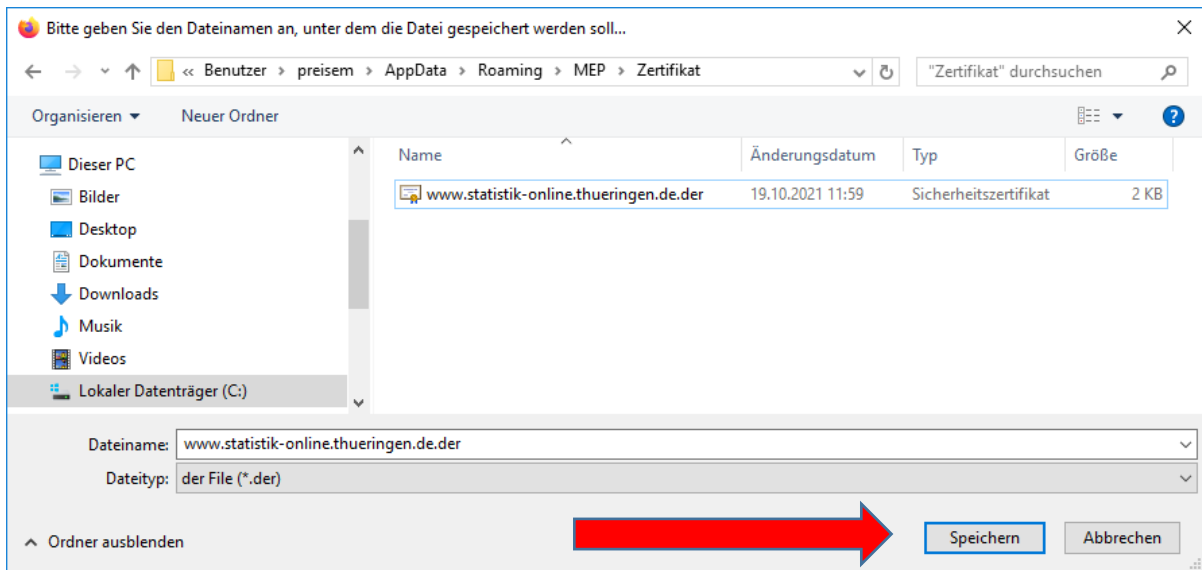 Bitte geben Sie den Dateinamen an, unter dem die Datei gespeichert werden soll...
« Benutzer > preisem > AppData > Roaming > MEP > Zertifikat
"Zertifikat" durchsuchen
Organisieren
Neuer Ordner
?
Dieser PC
Bilder
Desktop
Dokumente
Downloads
Musik
Videos
Lokaler Datenträger (C:)
Name Änderungsdatum Typ Größe
www.statistik-online.thueringen.de.der 19.10.2021 11:59 Sicherheitszertifikat 2 KB
Dateiname: www.statistik-online.thueringen.de.der
Dateityp: der File (*.der)
Ordner ausblenden
Speichern
Abbrechen